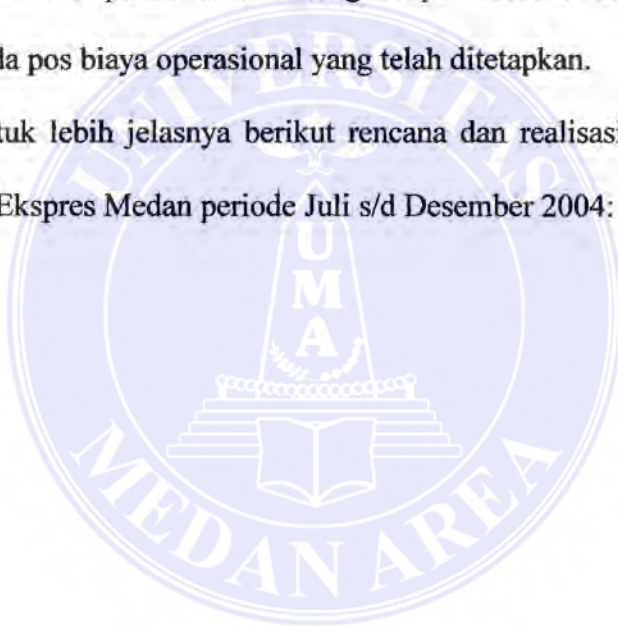 da pos biaya operasional yang telah ditetapkan.
tuk lebih jelasnya berikut rencana dan realisasi
Ekspres Medan periode Juli s/d Desember 2004:
UNIVERSITAS
UMA
MEDAN AREA